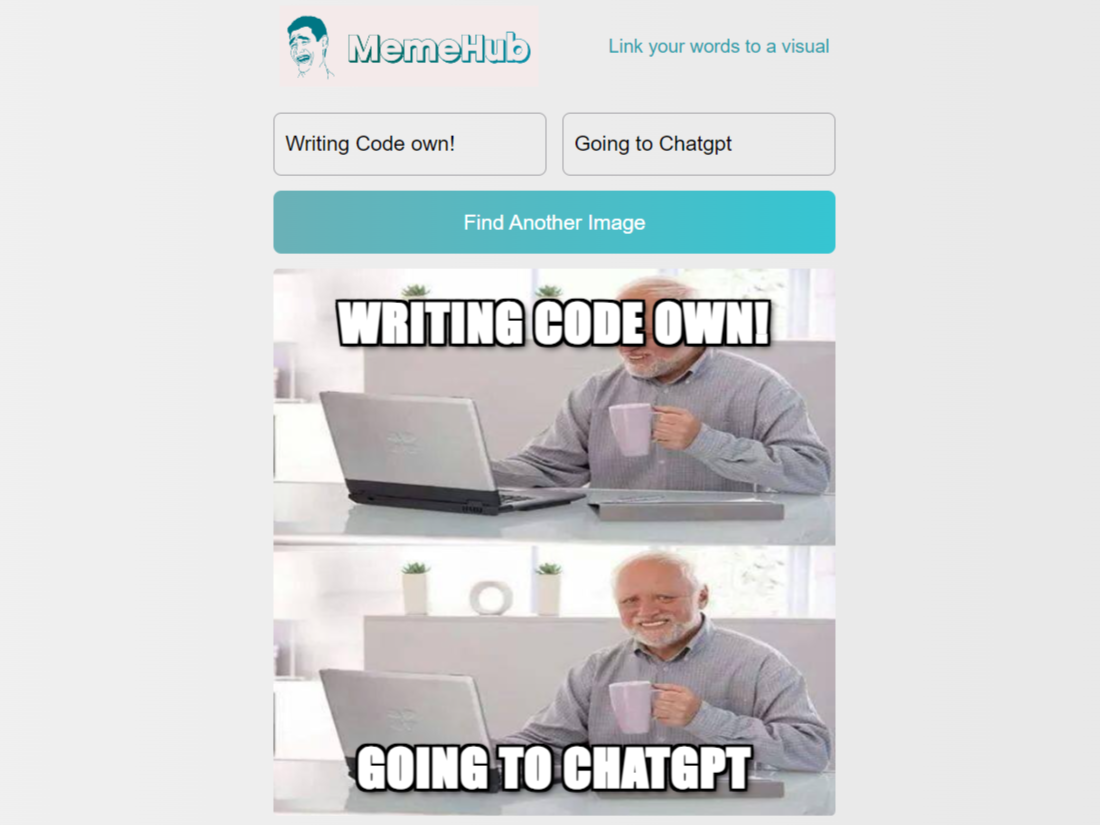 MemeHub
Link your words to a visual
Writing Code own!
Going to Chatgpt
Find Another Image
WRITING CODE OWN!
GOING TO CHATGPT